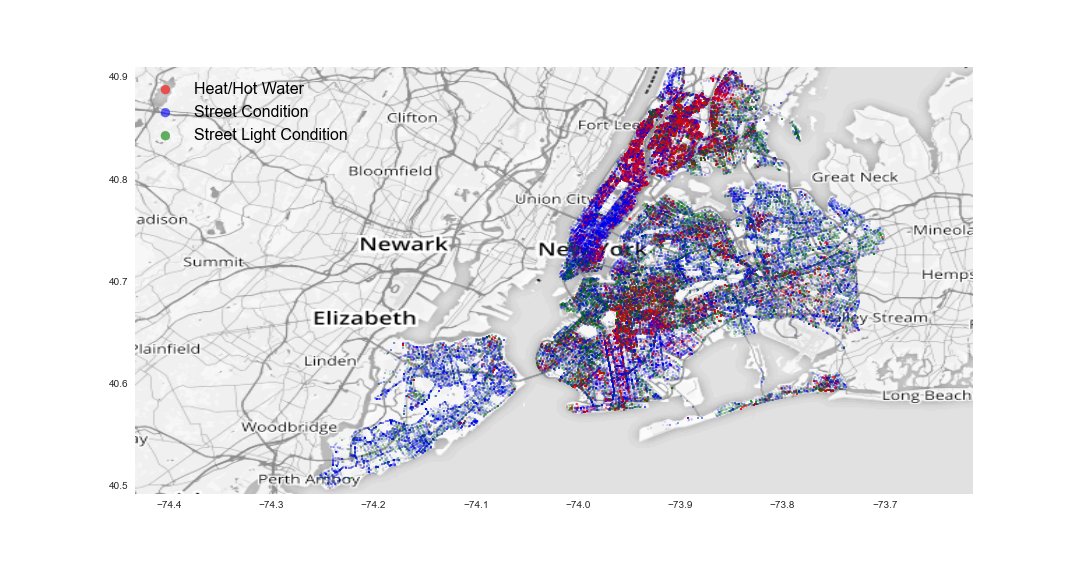 40.9
40.8
40.7
40.6
40.5
Heat/Hot Water
Street Condition
Street Light Condition
Clifton
Fort Lee
Bloomfield
Great Neck
Union City
adison
Newark
New York
Mineola
Summit
Hemps
Elizabeth
lley Stream
Plainfield
Linden
Long Beach
Woodbridge
ay
Perth Amboy
−74.4 −74.3 −74.2 −74.1 −74.0 −73.9 −73.8 −73.7